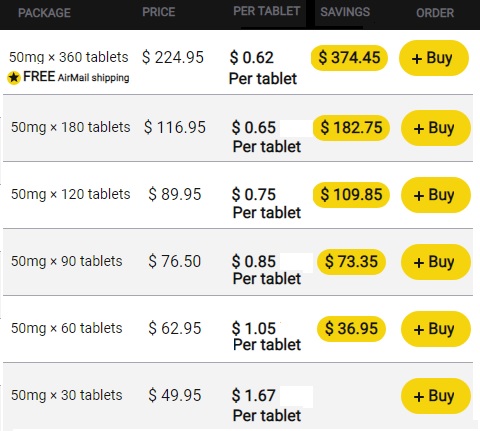 PACKAGE PRICE PER TABLET SAVINGS ORDER
50mg × 360 tablets $ 224.95 $ 0.62 $ 374.45 + Buy
FREE AirMail shipping Per tablet
50mg × 180 tablets $ 116.95 $ 0.65 $ 182.75 + Buy
Per tablet
50mg × 120 tablets $ 89.95 $ 0.75 $ 109.85 + Buy
Per tablet
50mg × 90 tablets $ 76.50 $ 0.85 $ 73.35 + Buy
Per tablet
50mg × 60 tablets $ 62.95 $ 1.05 $ 36.95 + Buy
Per tablet
50mg × 30 tablets $ 49.95 $ 1.67 + Buy
Per tablet